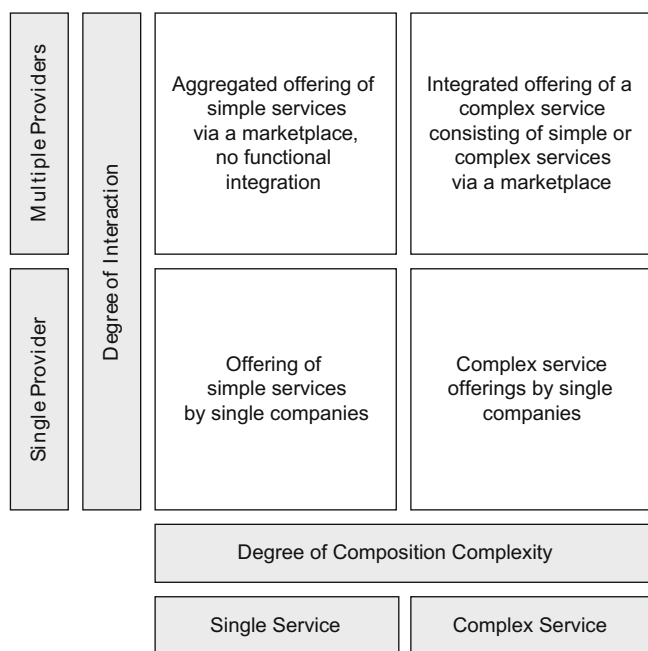 Multiple Providers
Degree of Interaction
Aggregated offering of
simple services
via a marketplace,
no functional
integration
Integrated offering of a
complex service
consisting of simple or
complex services
via a marketplace
Single Provider
Offering of
simple services
by single companies
Complex service
offerings by single
companies
Degree of Composition Complexity
Single Service
Complex Service